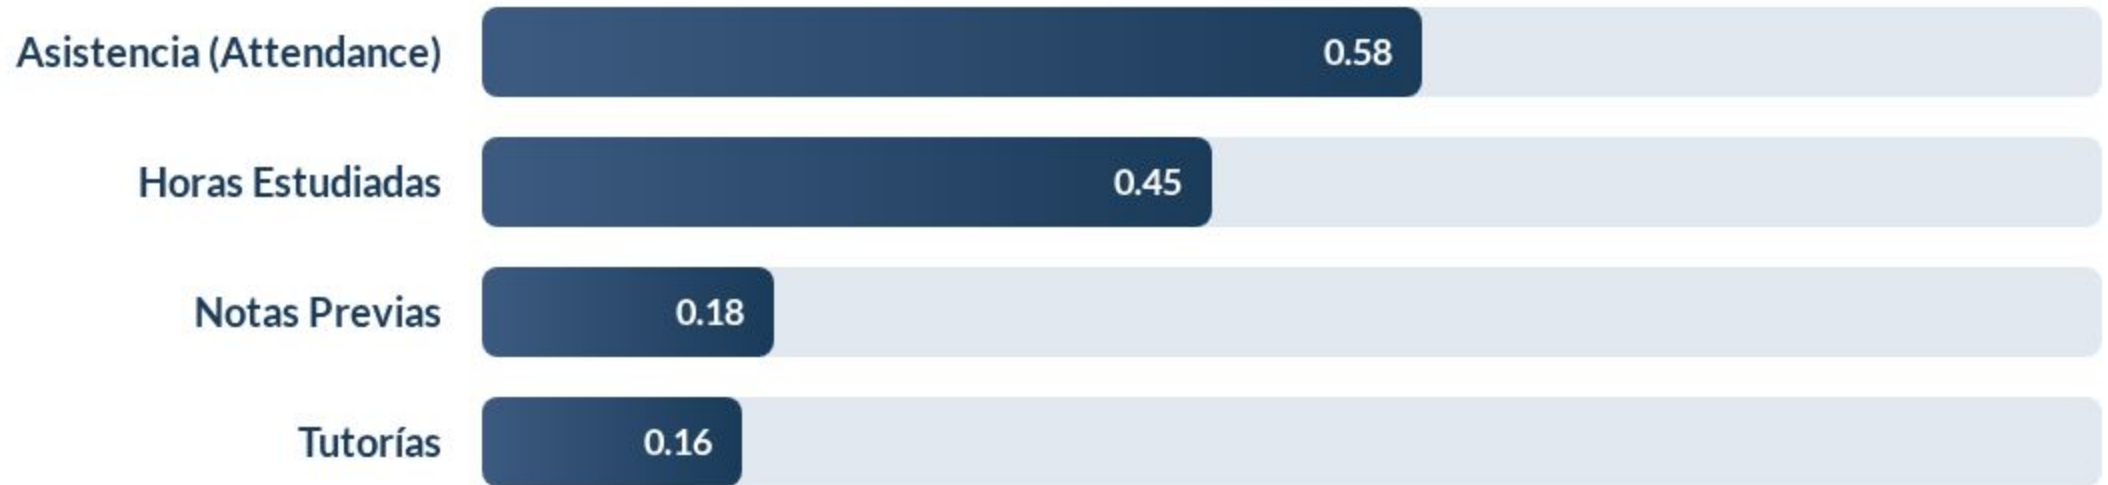 Asistencia (Attendance) 0.58
Horas Estudiadas 0.45
Notas Previas 0.18
Tutorías 0.16